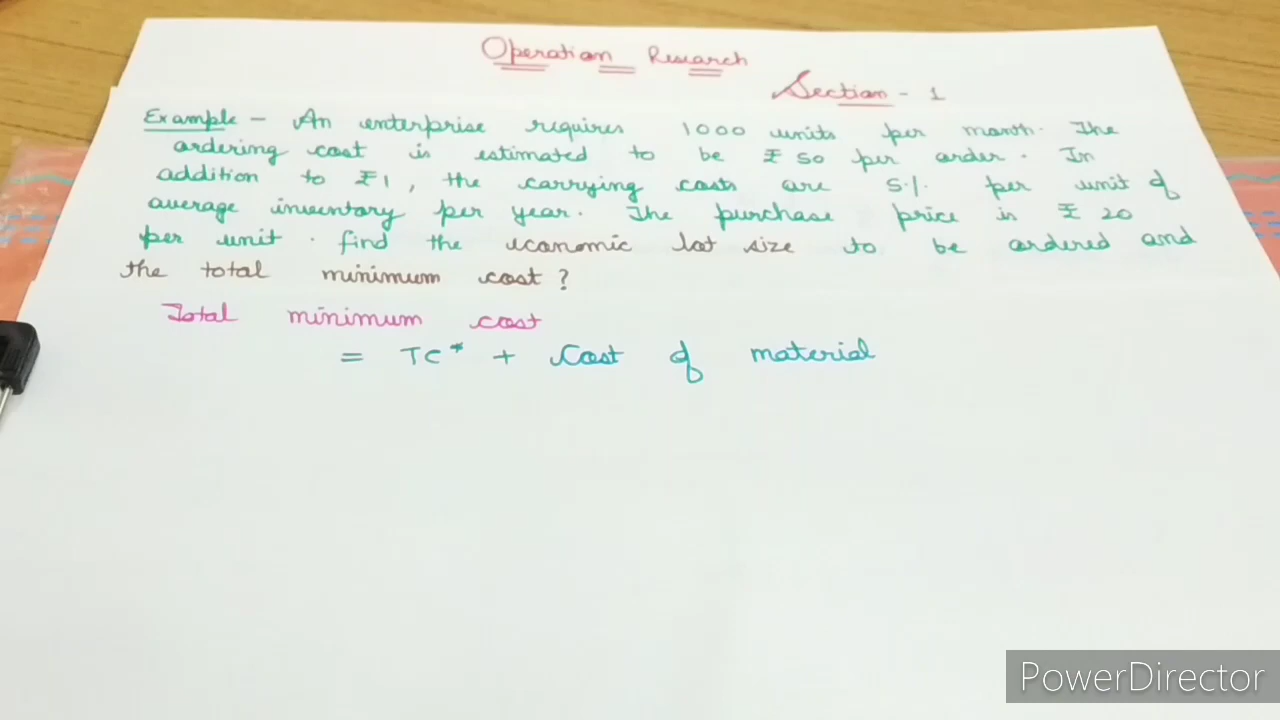 Operation Research
Section - 1
Example - An enterprise requires 1000 units per month. The
ordering cost is estimated to be ₹ 50 per order. In
addition to ₹1, the carrying costs are 5% per unit of
average inventory per year. The purchase price is ₹ 20
per unit. find the economic lot size to be ordered and
the total minimum cost?
Total minimum cost
= TC* + Cost of material
PowerDirector